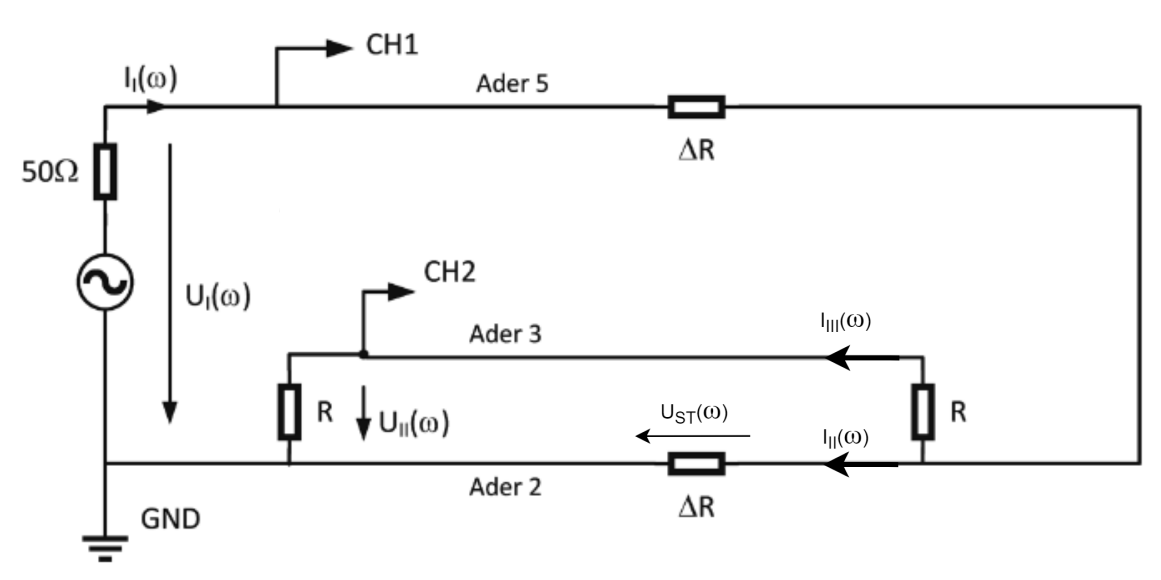 CH1
I_I(ω)
Ader 5
50Ω
ΔR
U_I(ω)
CH2
Ader 3
I_III(ω)
R
U_II(ω)
U_ST(ω)
I_II(ω)
R
Ader 2
ΔR
GND